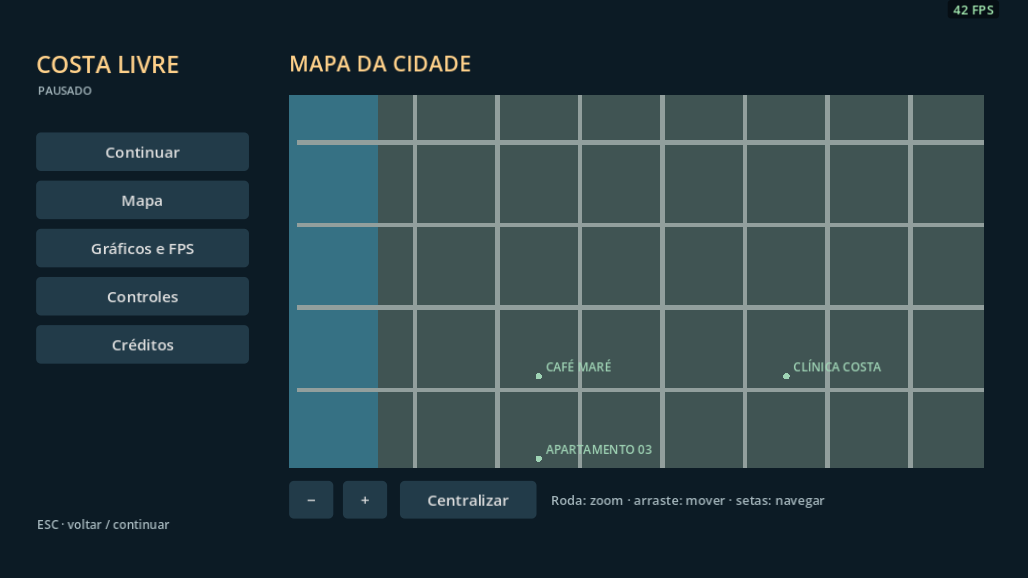 42 FPS
COSTA LIVRE
PAUSADO
Continuar
Mapa
Gráficos e FPS
Controles
Créditos
ESC · voltar / continuar
MAPA DA CIDADE
CAFÉ MARÉ
CLÍNICA COSTA
APARTAMENTO 03
−
+
Centralizar
Roda: zoom · arraste: mover · setas: navegar